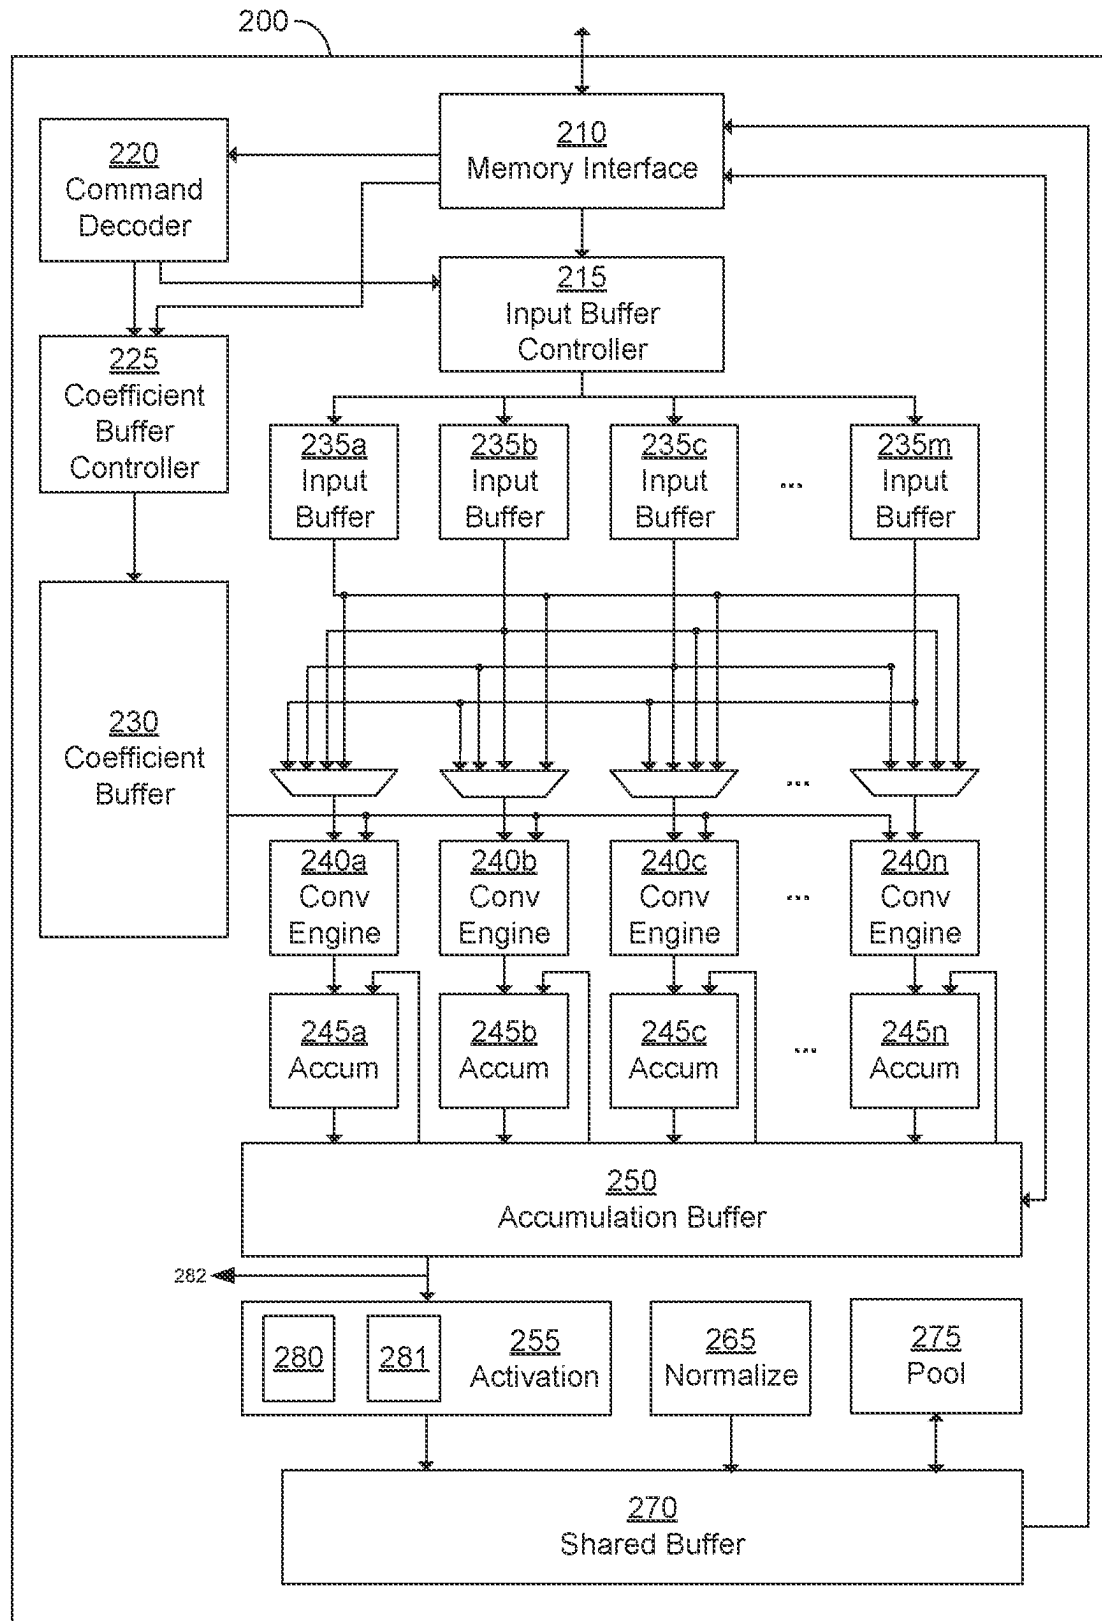 200
210
Memory Interface
220
Command
Decoder
215
Input Buffer
Controller
225
Coefficient
Buffer
Controller
235a
Input
Buffer
235b
Input
Buffer
235c
Input
Buffer
...
235m
Input
Buffer
230
Coefficient
Buffer
...
240a
Conv
Engine
240b
Conv
Engine
240c
Conv
Engine
...
240n
Conv
Engine
245a
Accum
245b
Accum
245c
Accum
...
245n
Accum
250
Accumulation Buffer
282
280
281
255
Activation
265
Normalize
275
Pool
270
Shared Buffer